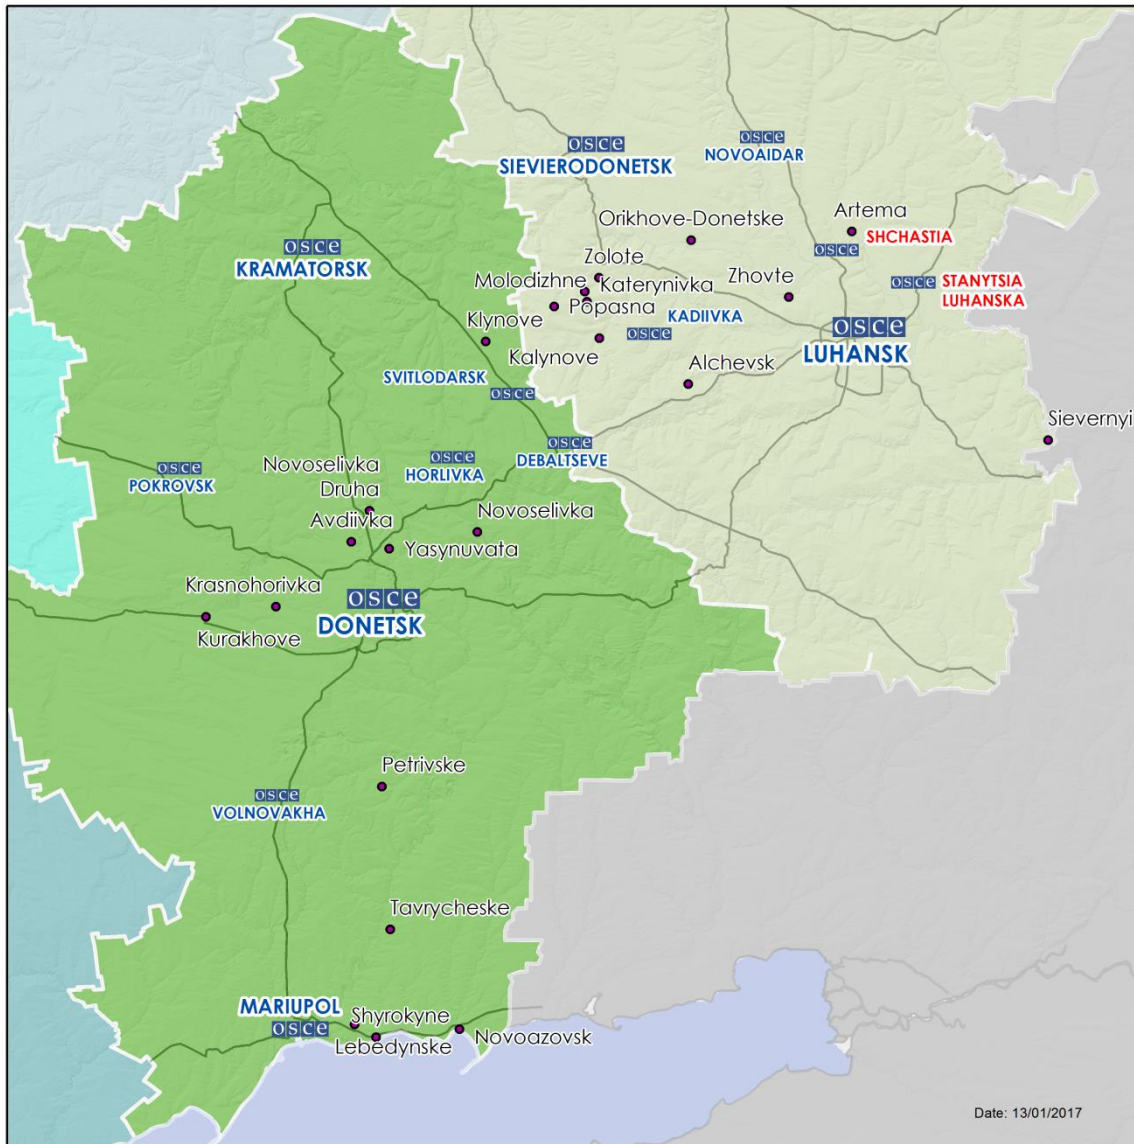 osce
NOVOAIDAR
osce
SIEVIERODONETSK
Orikhove-Donetske
Artema
SHCHASTIA
osce
osce
KRAMATORSK
Zolote
Molodizhne
Katerynivka
Zhovte
osce
STANYTSIA
LUHANSKA
Popasna
Klynove
KADIIVKA
osce
osce
LUHANSK
Kalynove
Alchevsk
SVITLODARSK
osce
Sievernyi
osce
DEBALTSEVE
osce
HORLIVKA
osce
POKROVSK
Novoselivka
Druha
Avdiivka
Novoselivka
Yasynuvata
Krasnohorivka
osce
DONETSK
Kurakhove
Petrivske
osce
VOLNOVAKHA
Tavrycheske
MARIUPOL
osce
Shyrokyne
Lebedynske
Novoazovsk
Date: 13/01/2017